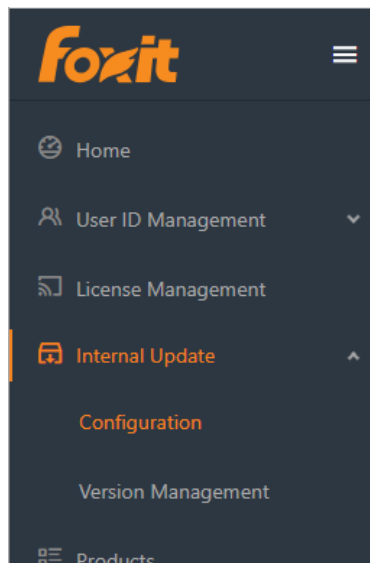 foxit
Home
User ID Management
License Management
Internal Update
Configuration
Version Management
Products